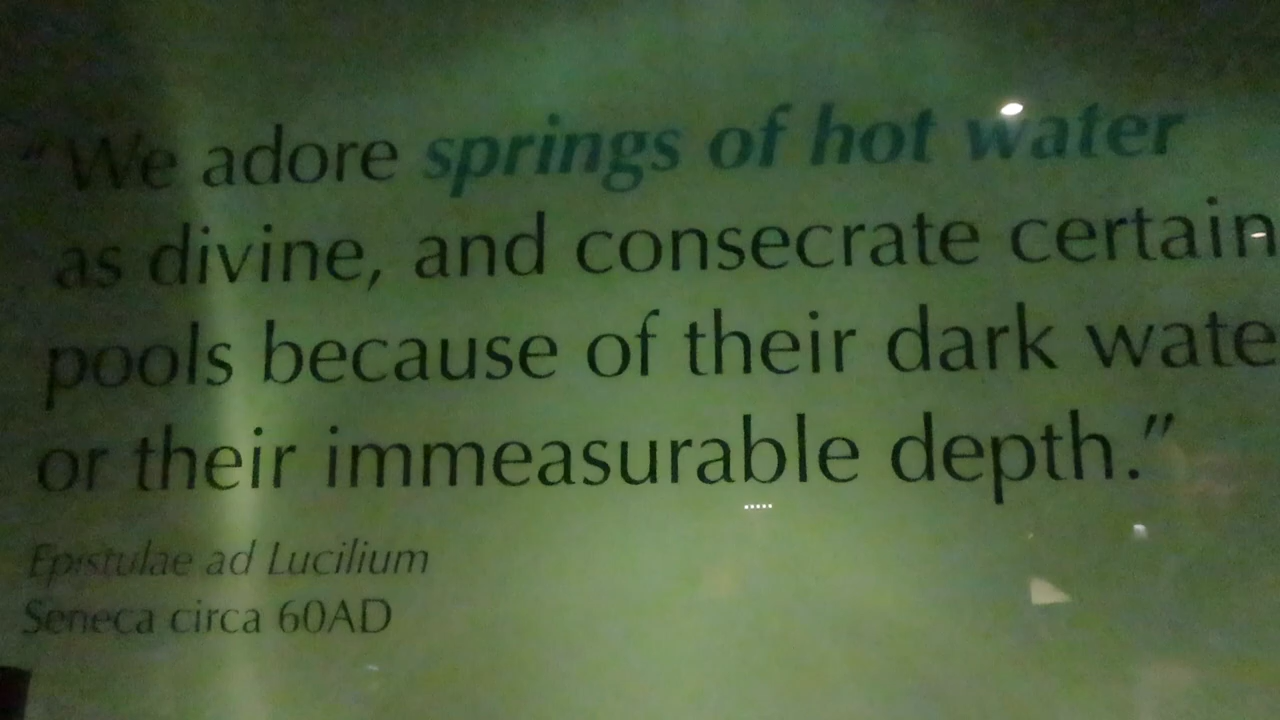 "We adore springs of hot water
as divine, and consecrate certain
pools because of their dark wate
or their immeasurable depth."
Epistulae ad Lucilium
Seneca circa 60AD